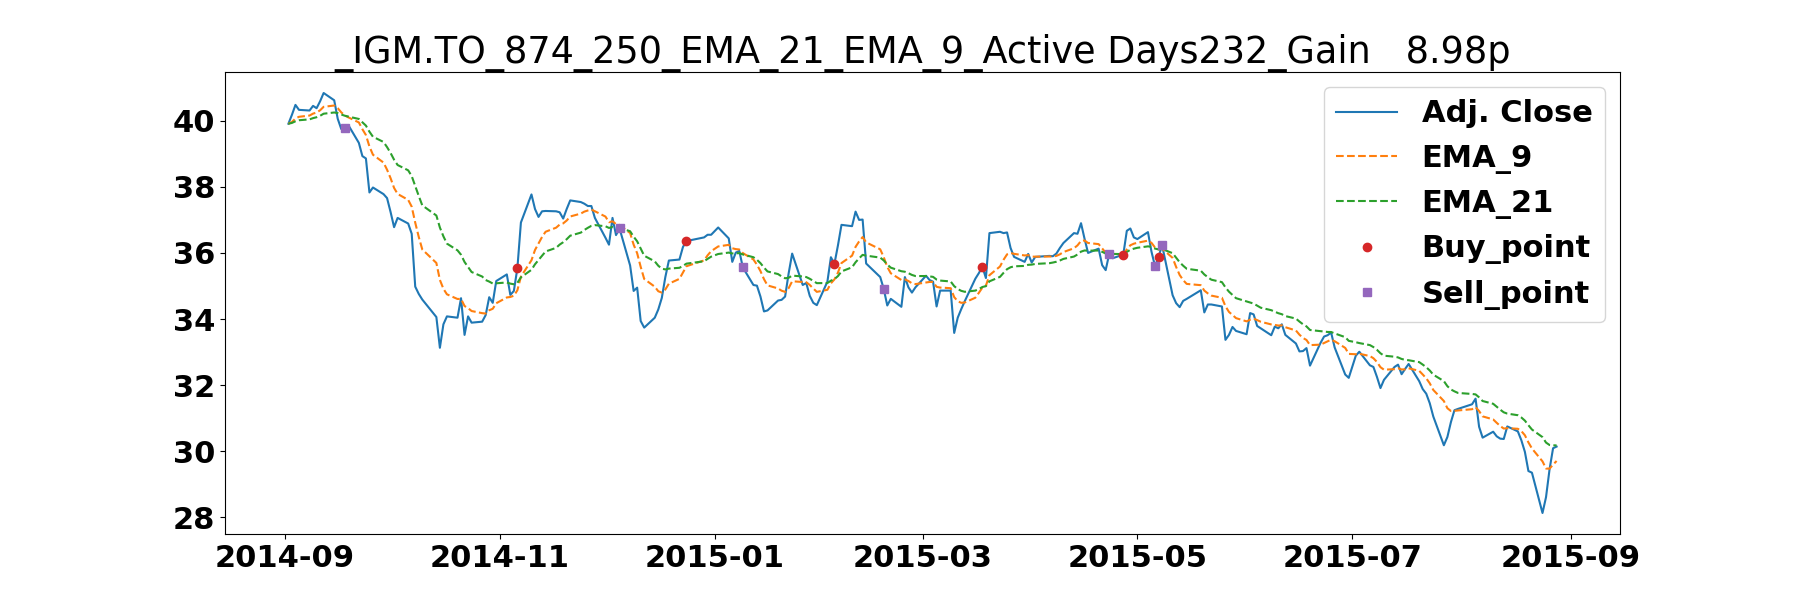 _IGM.TO_874_250_EMA_21_EMA_9_Active Days232_Gain   8.98p
Adj. Close
EMA_9
EMA_21
Buy_point
Sell_point
40
38
36
34
32
30
28
2014-09 2014-11 2015-01 2015-03 2015-05 2015-07 2015-09